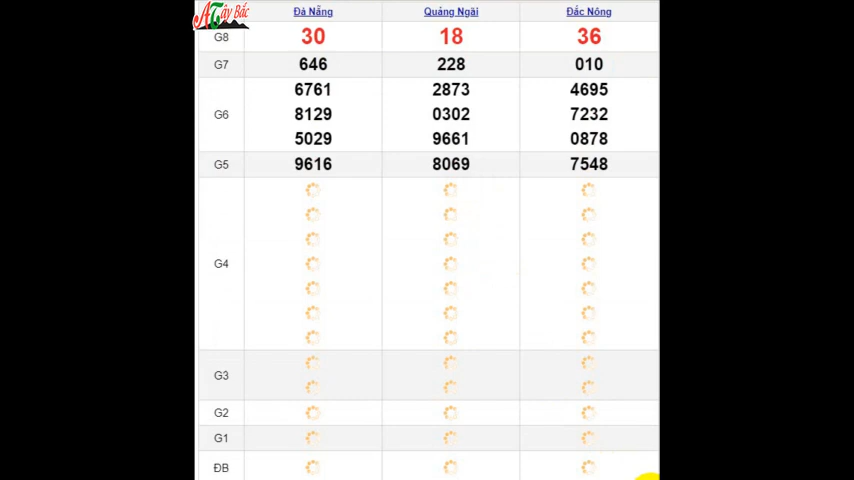 ATây Bắc
Đà Nẵng Quảng Ngãi Đắc Nông
G8 30 18 36
G7 646 228 010
6761 2873 4695
G6 8129 0302 7232
5029 9661 0878
G5 9616 8069 7548
G4
G3
G2
G1
ĐB